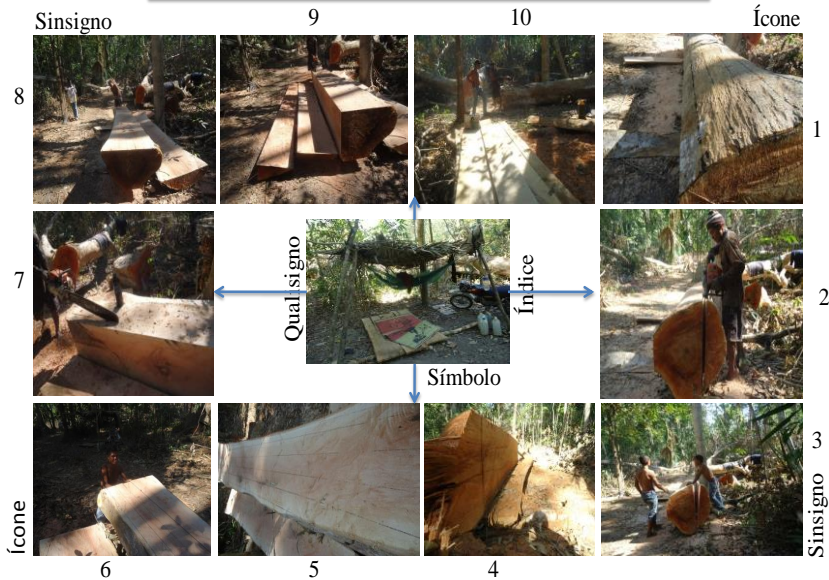 Sinsigno
9
10
Ícone
8
1
Qualisigno
Índice
7
2
Símbolo
3
Ícone
Sinsigno
6
5
4